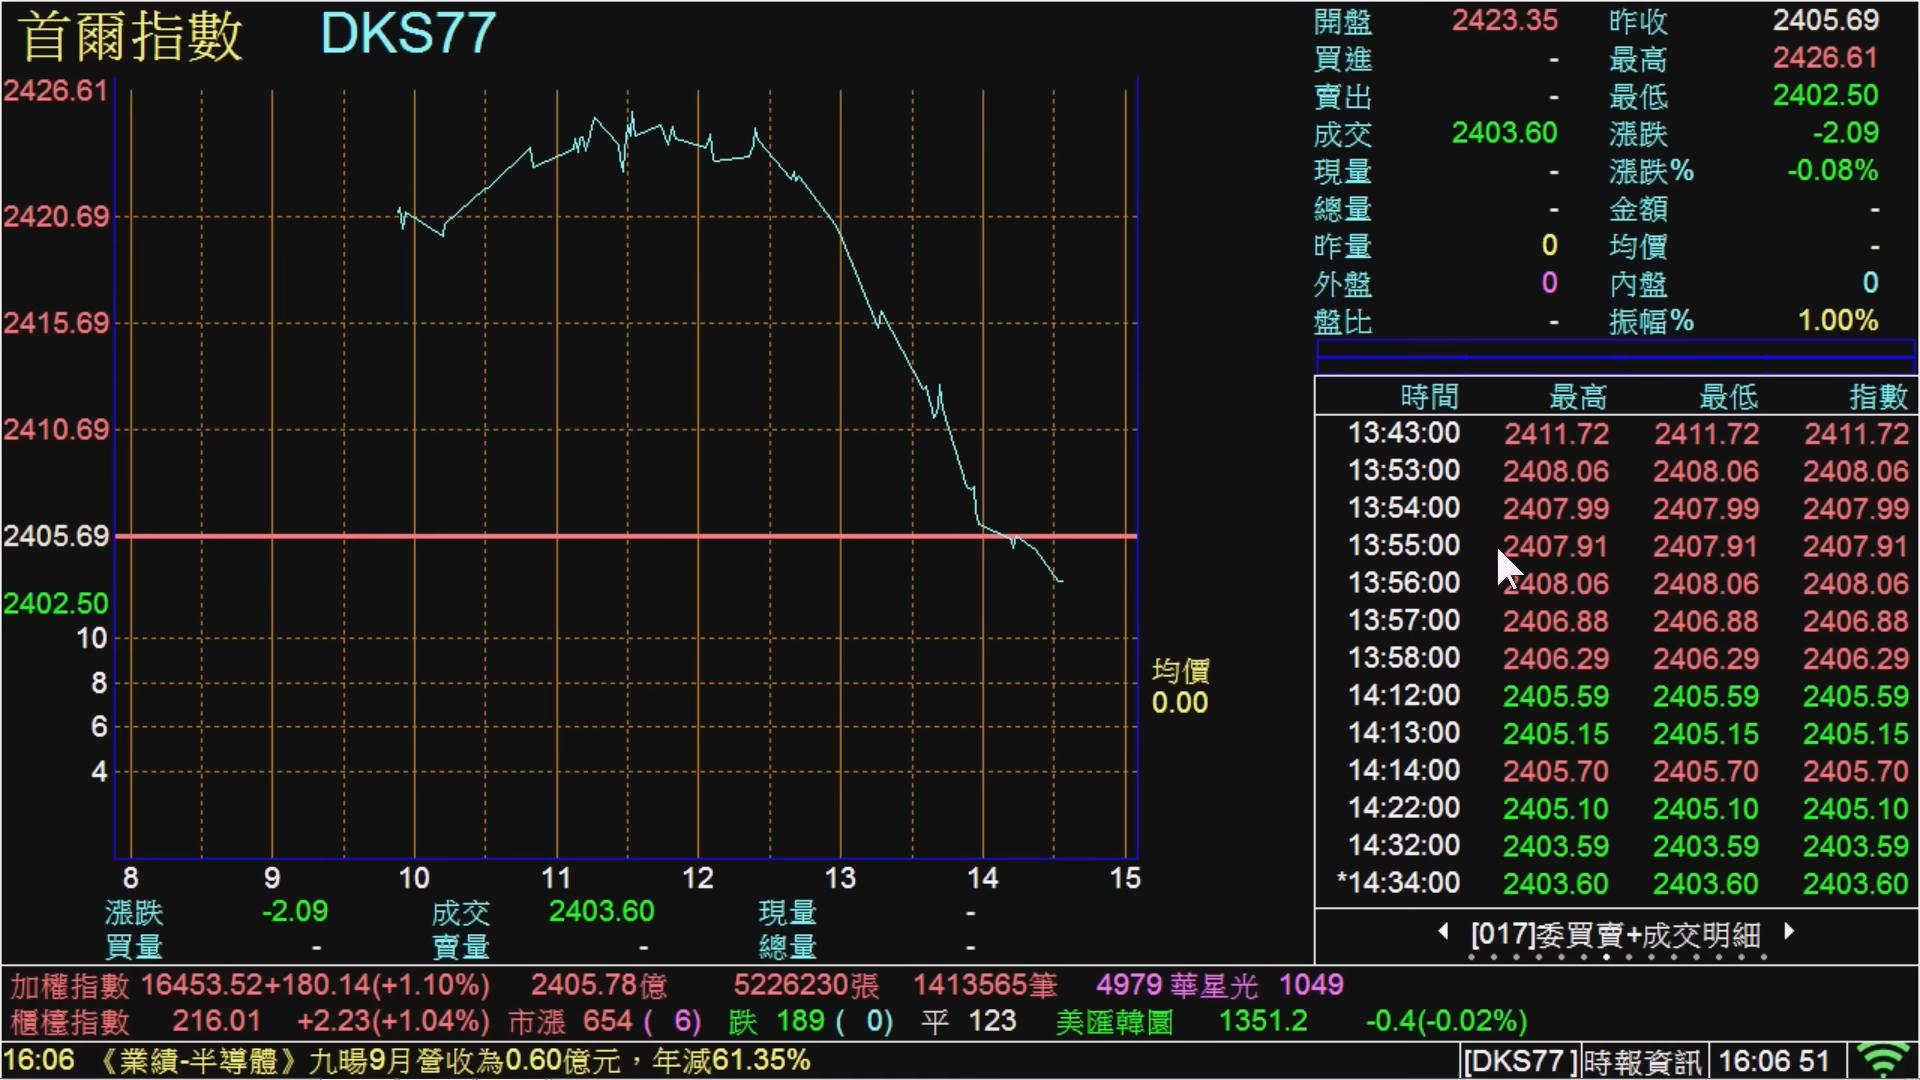 首爾指數 DKS77
2426.61
2420.69
2415.69
2410.69
2405.69
2402.50
10
8
6
4
8 9 10 11 12 13 14 15
均價
0.00
漲跌 -2.09 成交 2403.60 現量 -
買量 - 賣量 - 總量 -
開盤 2423.35 昨收 2405.69
買進 - 最高 2426.61
賣出 - 最低 2402.50
成交 2403.60 漲跌 -2.09
現量 - 漲跌% -0.08%
總量 - 金額 -
昨量 0 均價 -
外盤 0 內盤 0
盤比 - 振幅% 1.00%
時間 最高 最低 指數
13:43:00 2411.72 2411.72 2411.72
13:53:00 2408.06 2408.06 2408.06
13:54:00 2407.99 2407.99 2407.99
13:55:00 2407.91 2407.91 2407.91
13:56:00 2408.06 2408.06 2408.06
13:57:00 2406.88 2406.88 2406.88
13:58:00 2406.29 2406.29 2406.29
14:12:00 2405.59 2405.59 2405.59
14:13:00 2405.15 2405.15 2405.15
14:14:00 2405.70 2405.70 2405.70
14:22:00 2405.10 2405.10 2405.10
14:32:00 2403.59 2403.59 2403.59
*14:34:00 2403.60 2403.60 2403.60
[017]委買賣+成交明細
加權指數 16453.52+180.14(+1.10%) 2405.78億 5226230張 1413565筆 4979 華星光 1049
櫃檯指數 216.01 +2.23(+1.04%) 市漲 654 ( 6) 跌 189 ( 0) 平 123 美匯韓圜 1351.2 -0.4(-0.02%)
16:06 《業績-半導體》九暘9月營收為0.60億元，年減61.35% [DKS77 ] 時報資訊 16:06 51